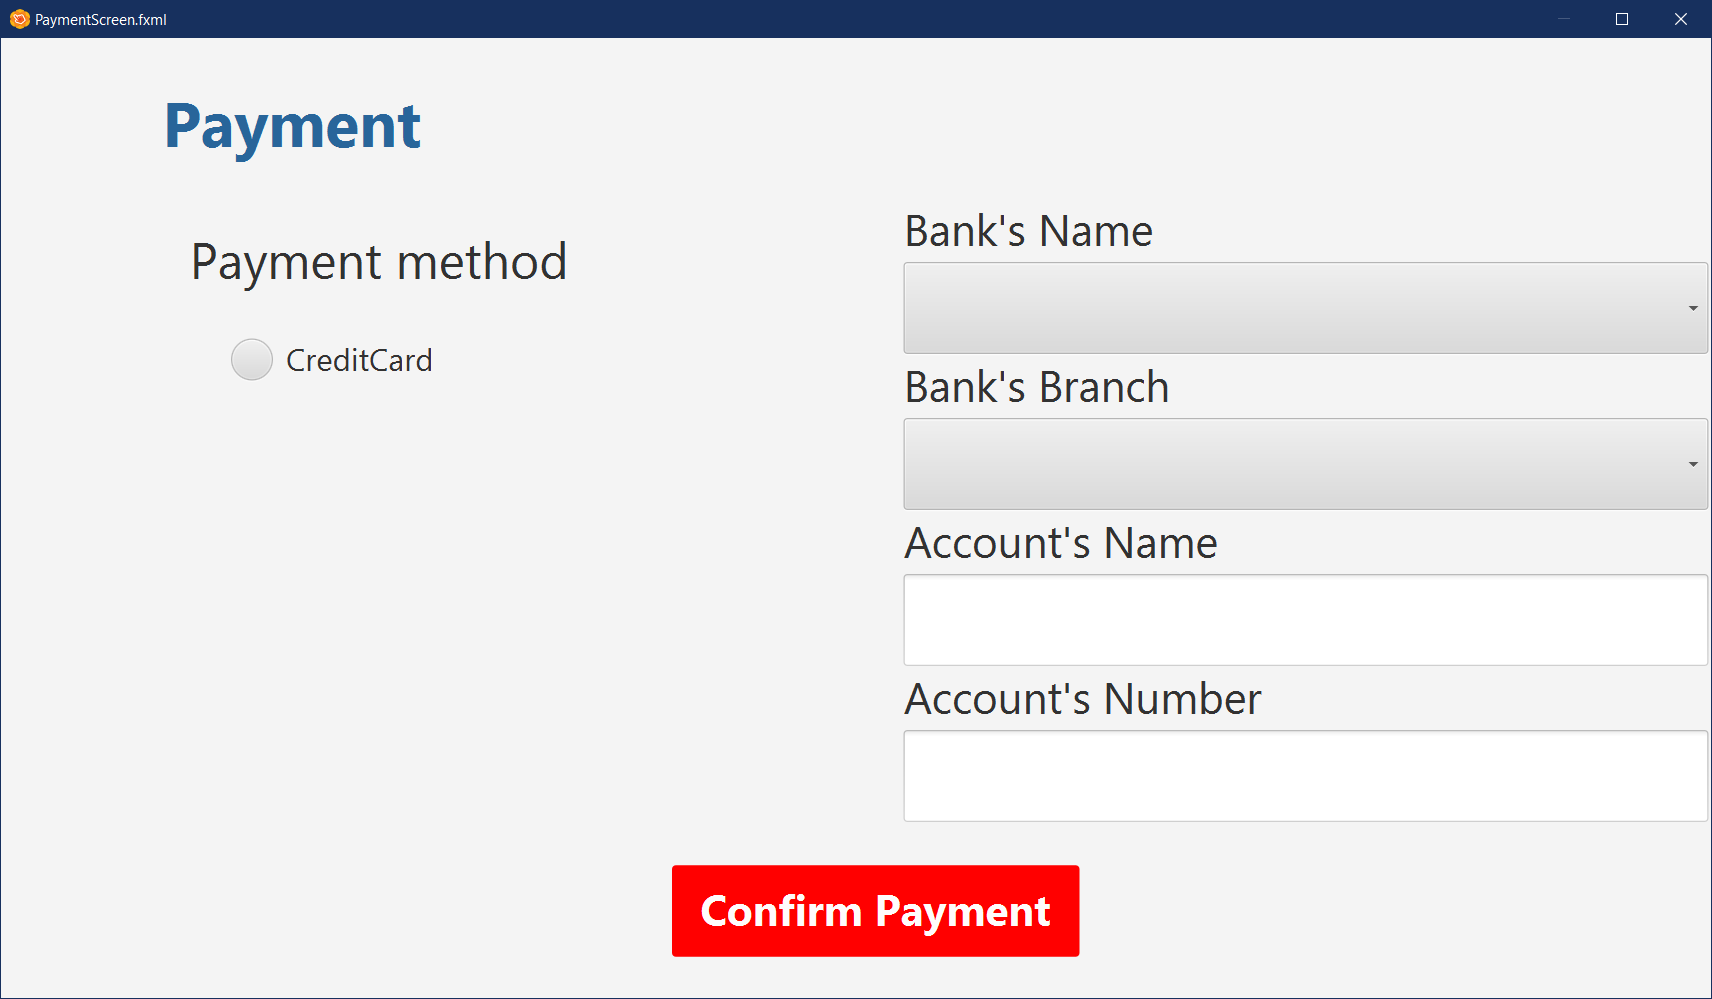 PaymentScreen.fxml
Payment
Payment method
CreditCard
Bank's Name
Bank's Branch
Account's Name
Account's Number
Confirm Payment